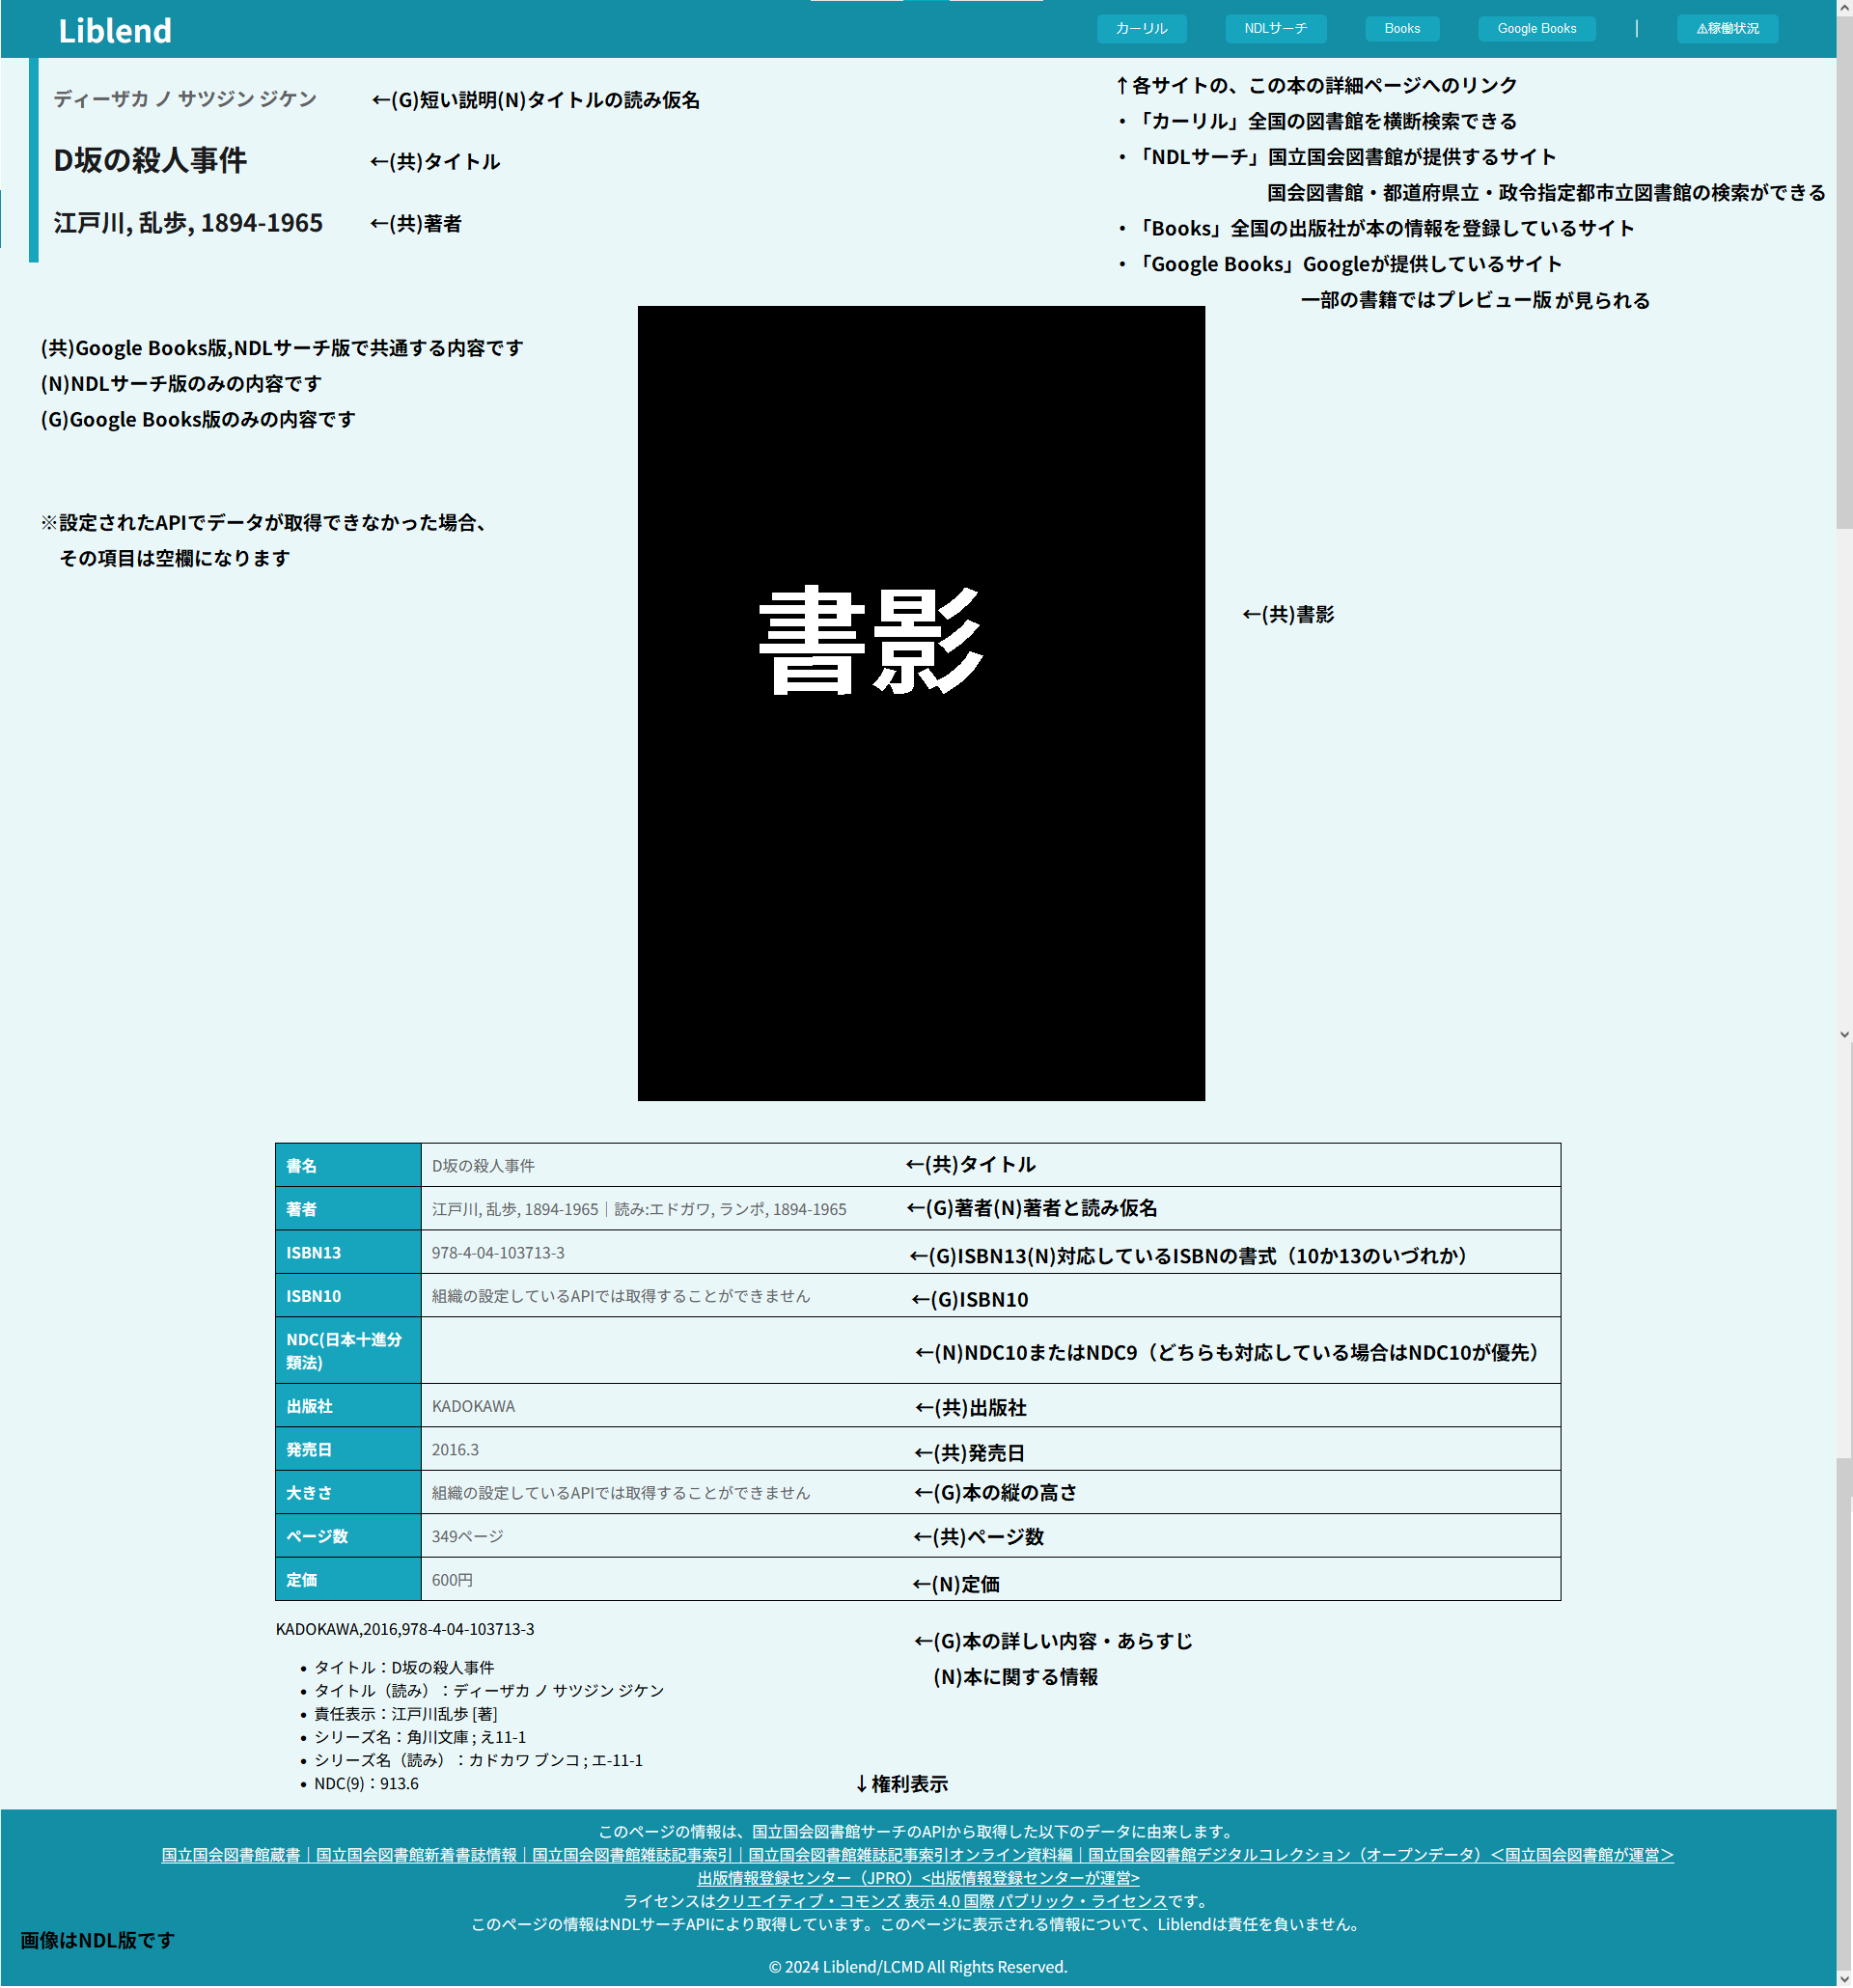 Liblend
カーリル NDLサーチ Books Google Books | ⚠稼働状況
ディーザカ ノ サツジン ジケン ←(G)短い説明(N)タイトルの読み仮名
D坂の殺人事件 ←(共)タイトル
江戸川, 乱歩, 1894-1965 ←(共)著者
↑各サイトの、この本の詳細ページへのリンク
・「カーリル」全国の図書館を横断検索できる
・「NDLサーチ」国立国会図書館が提供するサイト
国会図書館・都道府県立・政令指定都市立図書館の検索ができる
・「Books」全国の出版社が本の情報を登録しているサイト
・「Google Books」Googleが提供しているサイト
一部の書籍ではプレビュー版が見られる
(共)Google Books版,NDLサーチ版で共通する内容です
(N)NDLサーチ版のみの内容です
(G)Google Books版のみの内容です
※設定されたAPIでデータが取得できなかった場合、
その項目は空欄になります
書影
←(共)書影
書名 D坂の殺人事件 ←(共)タイトル
著者 江戸川, 乱歩, 1894-1965｜読み:エドガワ, ランポ, 1894-1965 ←(G)著者(N)著者と読み仮名
ISBN13 978-4-04-103713-3 ←(G)ISBN13(N)対応しているISBNの書式（10か13のいづれか）
ISBN10 組織の設定しているAPIでは取得することができません ←(G)ISBN10
NDC(日本十進分
類法) ←(N)NDC10またはNDC9（どちらも対応している場合はNDC10が優先）
出版社 KADOKAWA ←(共)出版社
発売日 2016.3 ←(共)発売日
大きさ 組織の設定しているAPIでは取得することができません ←(G)本の縦の高さ
ページ数 349ページ ←(共)ページ数
定価 600円 ←(N)定価
KADOKAWA,2016,978-4-04-103713-3
←(G)本の詳しい内容・あらすじ
(N)本に関する情報
• タイトル：D坂の殺人事件
• タイトル（読み）：ディーザカ ノ サツジン ジケン
• 責任表示：江戸川乱歩 [著]
• シリーズ名：角川文庫 ; え11-1
• シリーズ名（読み）：カドカワ ブンコ ; エ-11-1
• NDC(9)：913.6
↓権利表示
このページの情報は、国立国会図書館サーチのAPIから取得した以下のデータに由来します。
国立国会図書館蔵書｜国立国会図書館新着書誌情報｜国立国会図書館雑誌記事索引｜国立国会図書館雑誌記事索引オンライン資料編｜国立国会図書館デジタルコレクション（オープンデータ）＜国立国会図書館が運営＞
出版情報登録センター（JPRO）<出版情報登録センターが運営>
ライセンスはクリエイティブ・コモンズ 表示 4.0 国際 パブリック・ライセンスです。
このページの情報はNDLサーチAPIにより取得しています。このページに表示される情報について、Liblendは責任を負いません。
画像はNDL版です
© 2024 Liblend/LCMD All Rights Reserved.